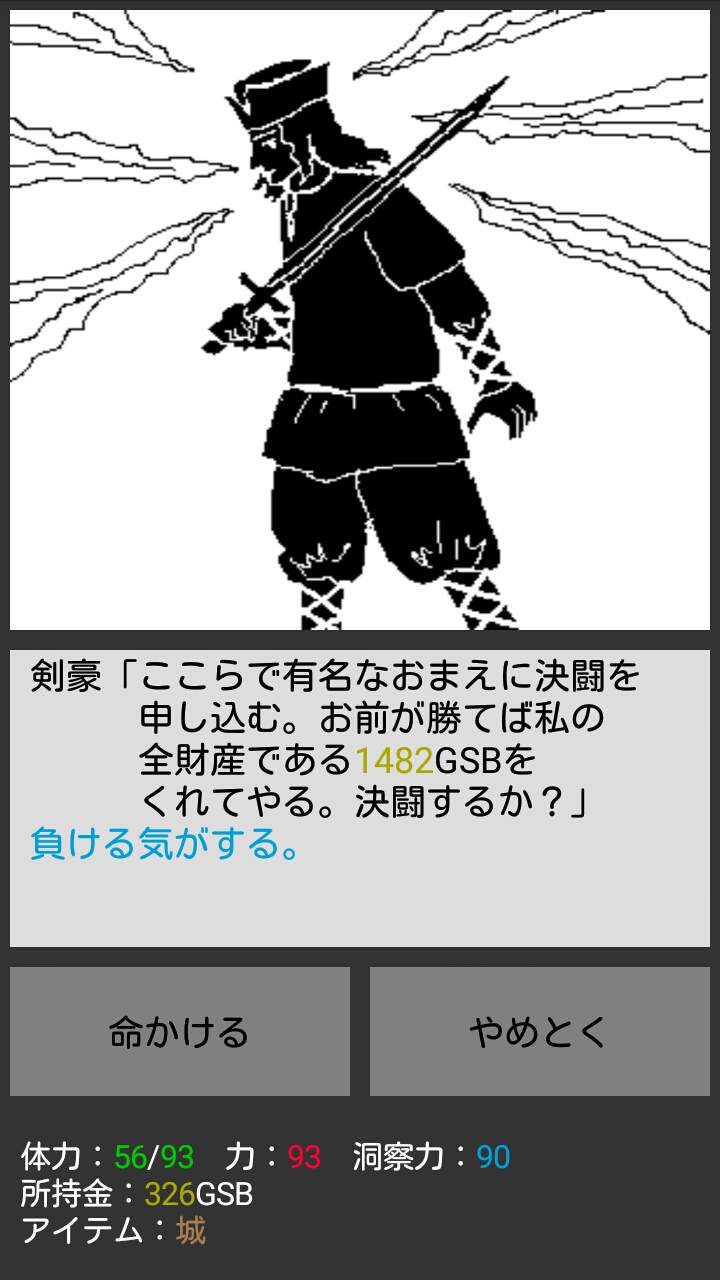 剣豪「ここらで有名なおまえに決闘を
申し込む。お前が勝てば私の
全財産である1482GSBを
くれてやる。決闘するか？」
負ける気がする。
命かける
やめとく
体力：56/93 力：93 洞察力：90
所持金：326GSB
アイテム：城